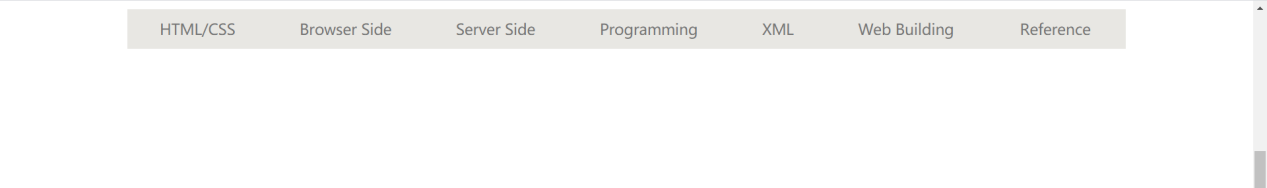 HTML/CSS Browser Side Server Side Programming XML Web Building Reference